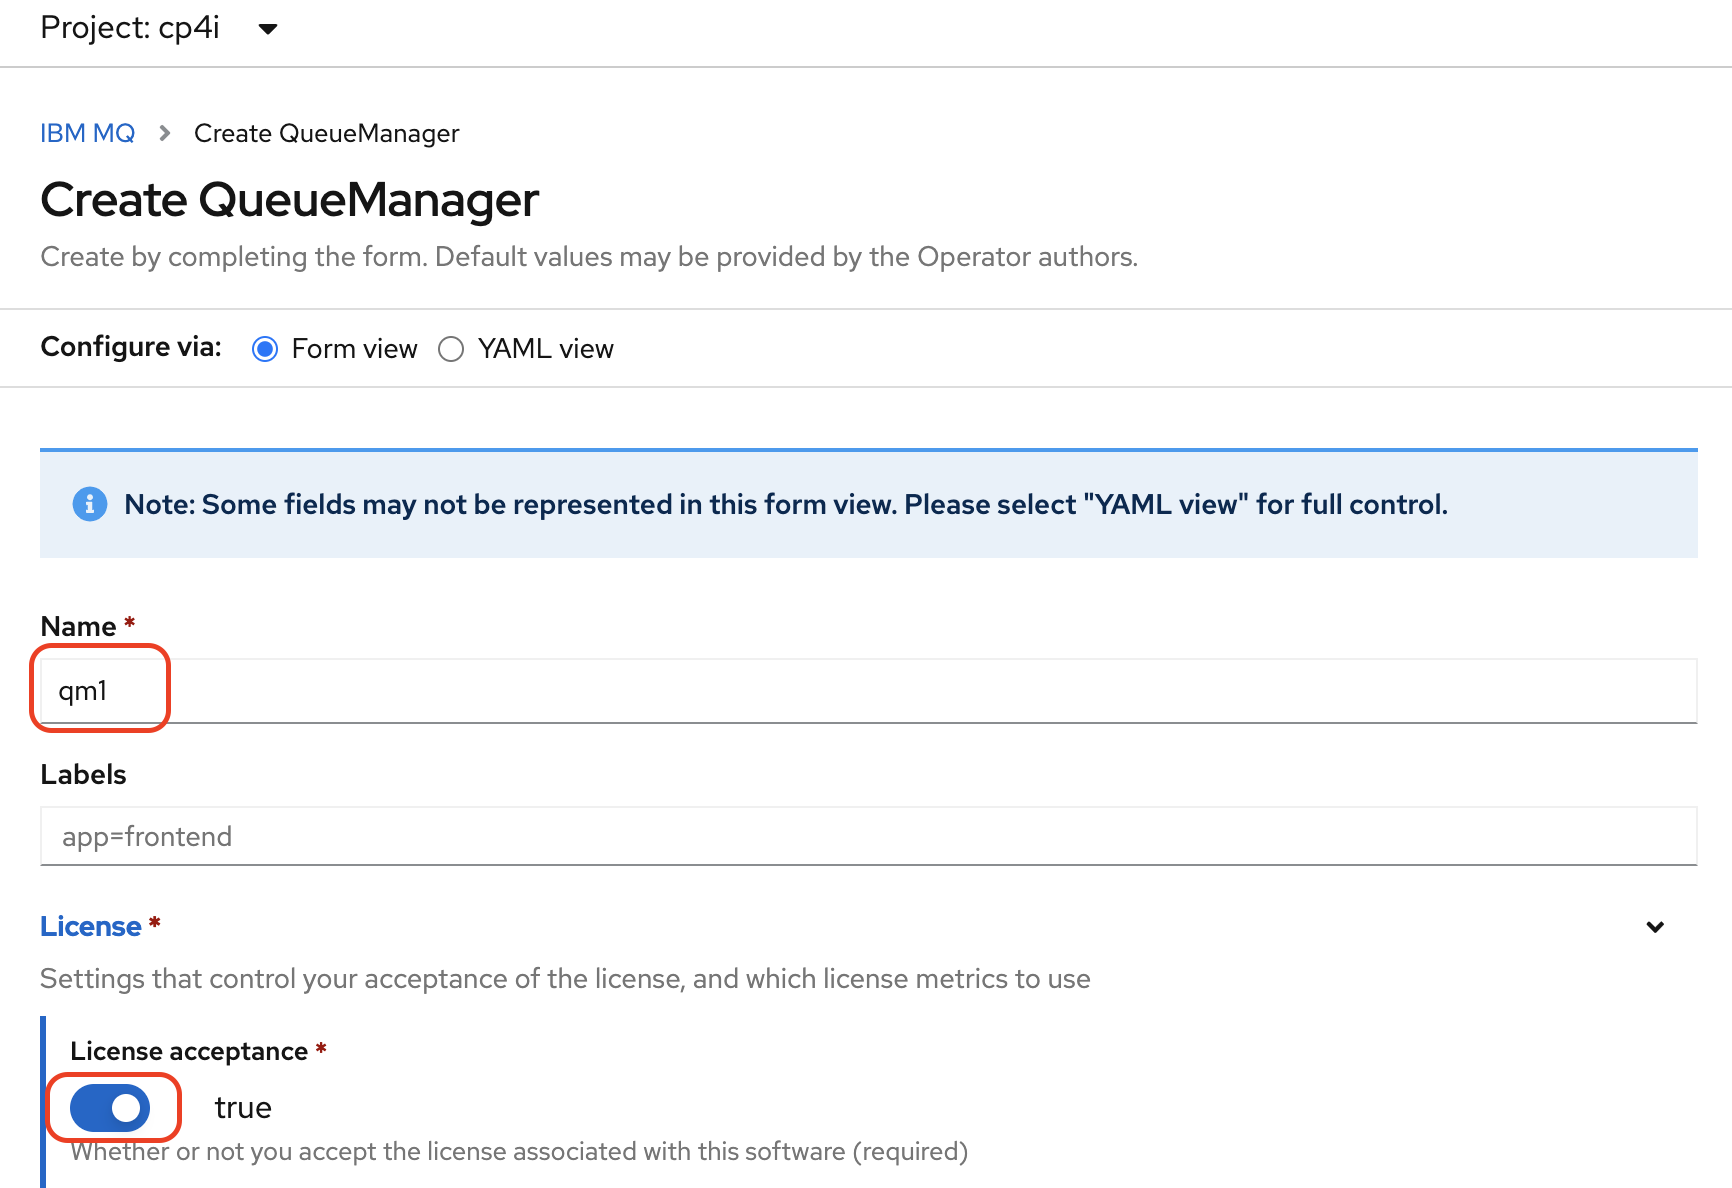 Project: cp4i
IBM MQ > Create QueueManager
Create QueueManager
Create by completing the form. Default values may be provided by the Operator authors.
Configure via: Form view YAML view
Note: Some fields may not be represented in this form view. Please select "YAML view" for full control.
Name *
qm1
Labels
app=frontend
License *
Settings that control your acceptance of the license, and which license metrics to use
License acceptance *
true
Whether or not you accept the license associated with this software (required)